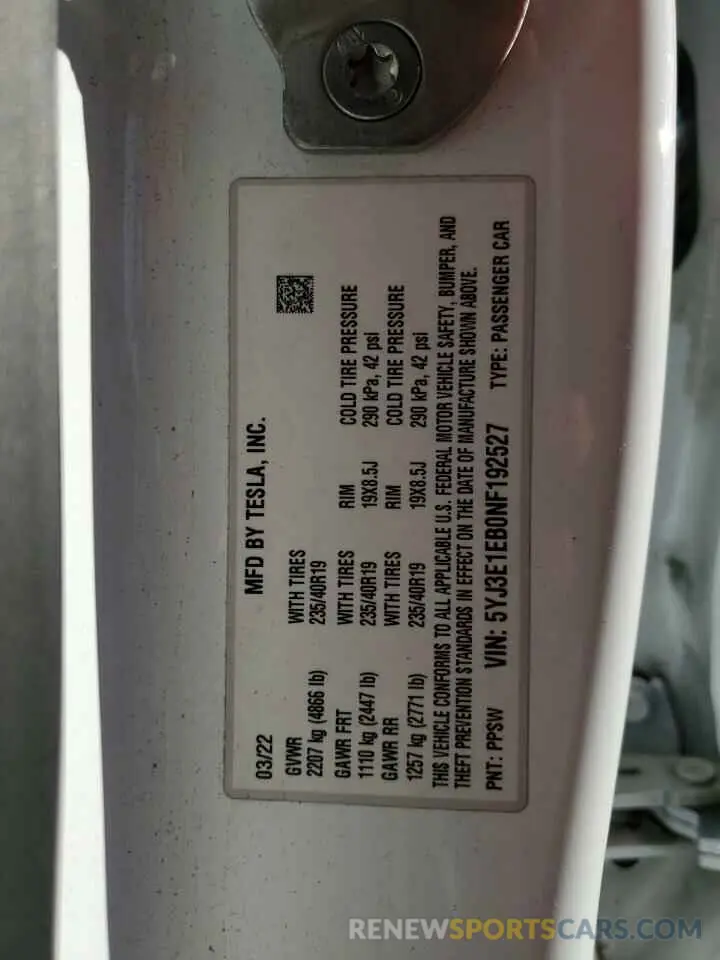 MFD BY TESLA, INC.
03/22
GVWR WITH TIRES
2207 kg (4866 lb) 235/40R19
GAWR FRT WITH TIRES RIM COLD TIRE PRESSURE
1110 kg (2447 lb) 235/40R19 19X8.5J 290 kPa, 42 psi
GAWR RR WITH TIRES RIM COLD TIRE PRESSURE
1257 kg (2771 lb) 235/40R19 19X8.5J 290 kPa, 42 psi
THIS VEHICLE CONFORMS TO ALL APPLICABLE U.S. FEDERAL MOTOR VEHICLE SAFETY, BUMPER, AND
THEFT PREVENTION STANDARDS IN EFFECT ON THE DATE OF MANUFACTURE SHOWN ABOVE.
PNT: PPSW VIN: 5YJ3E1EB0NF192527 TYPE: PASSENGER CAR
RENEWSPORTSCARS.COM